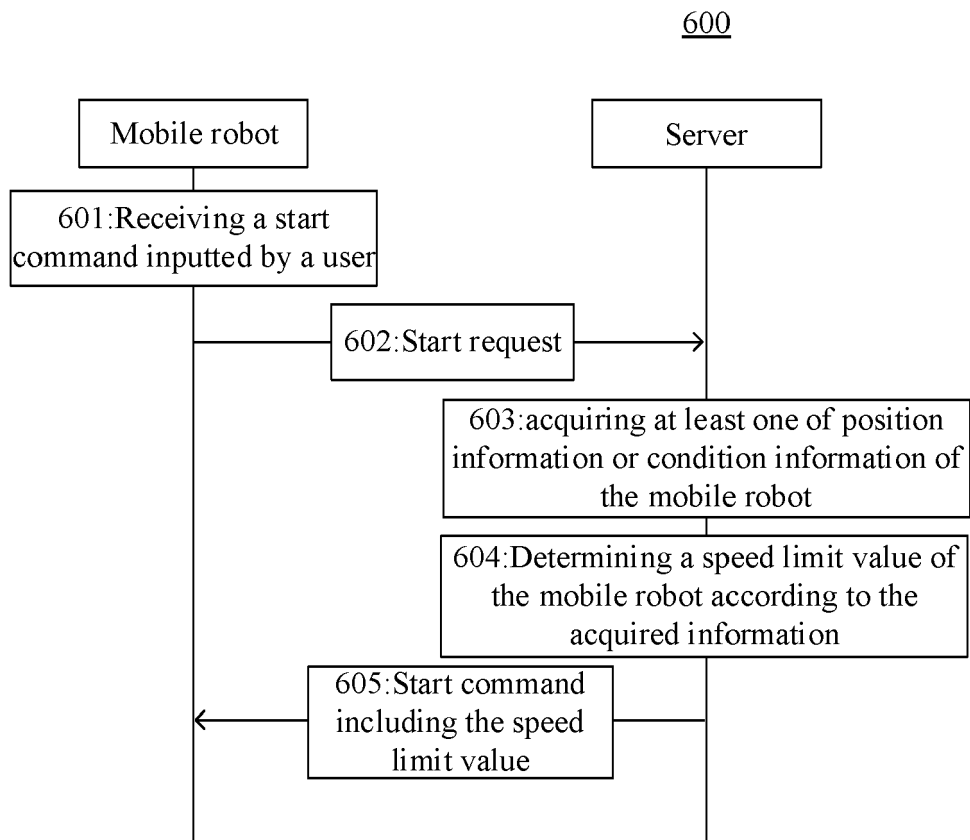 600
Mobile robot
Server
601:Receiving a start
command inputted by a user
602:Start request
603:acquiring at least one of position
information or condition information of
the mobile robot
604:Determining a speed limit value of
the mobile robot according to the
acquired information
605:Start command
including the speed
limit value